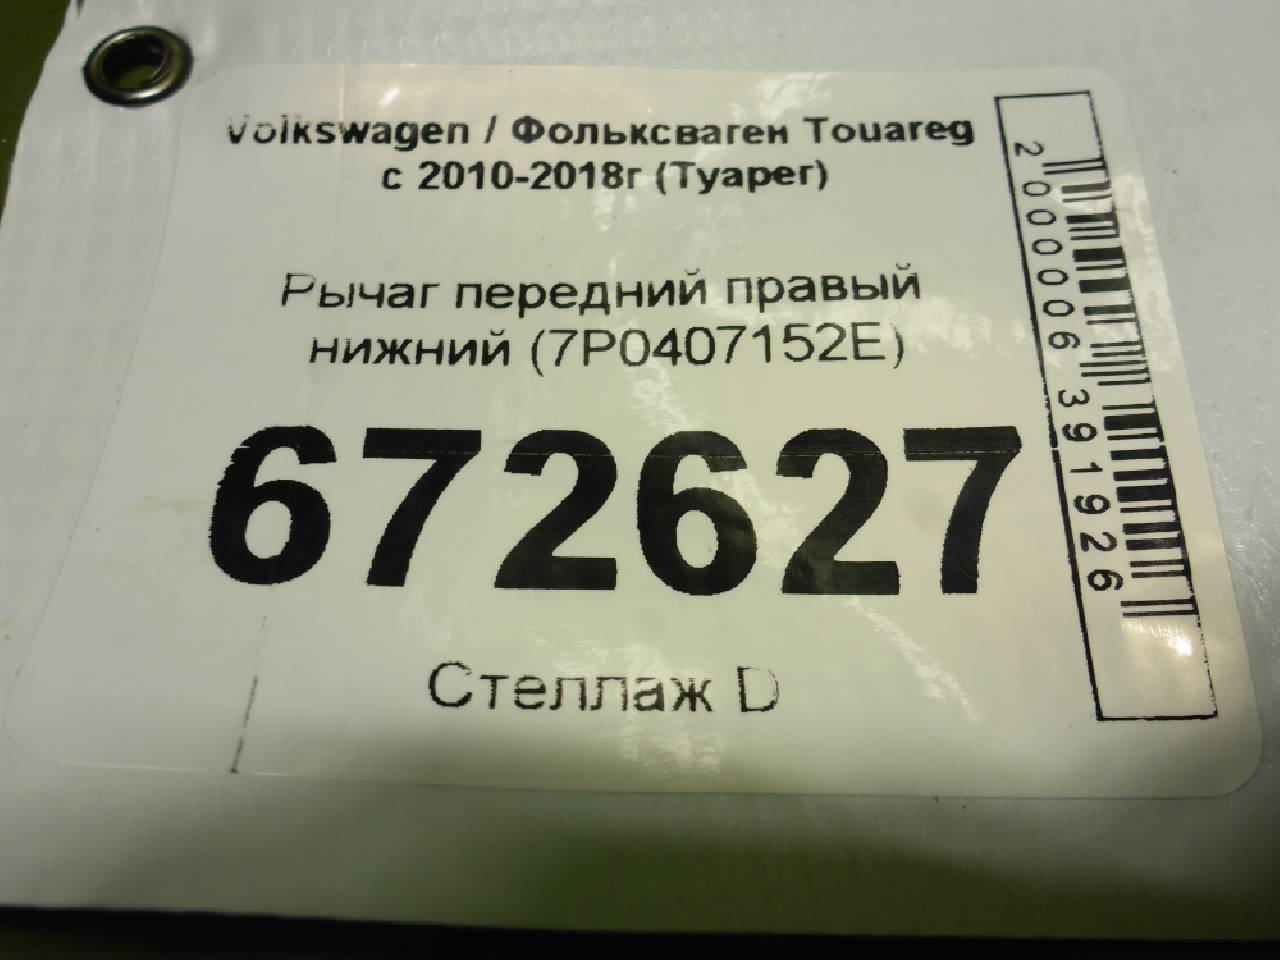 Volkswagen / Фольксваген Touareg
с 2010-2018г (Туарег)
Рычаг передний правый
нижний (7P0407152E)
672627
Стеллаж D
2000006391926